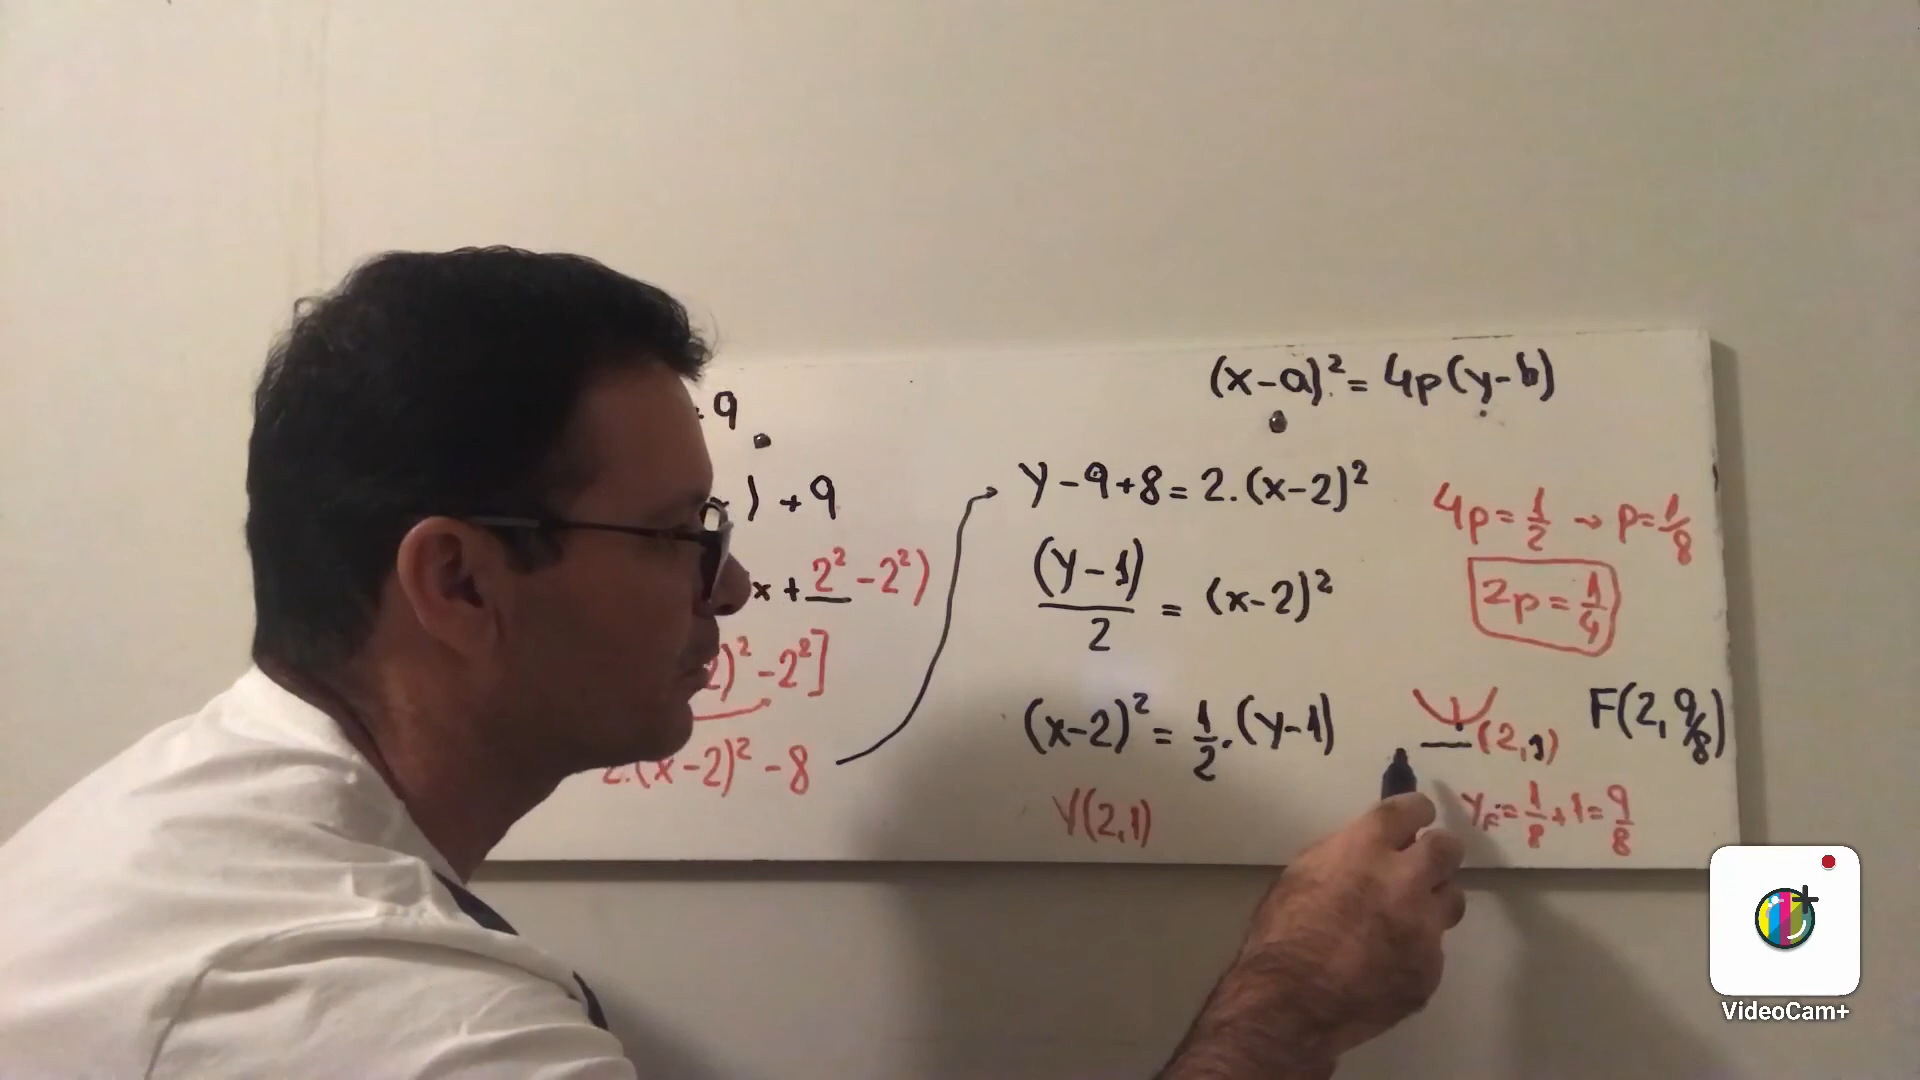 9
) + 9
x + 2² - 2²)
2)² - 2²]
2.(x-2)² - 8
(x-a)² = 4p(y-b)
y-9+8 = 2.(x-2)²
(y-1)/2 = (x-2)²
(x-2)² = 1/2.(y-1)
V(2,1)
4p = 1/2 → p = 1/8
2p = 1/4
(2,1)
F(2, 9/8)
y_F = 1/8 + 1 = 9/8
VideoCam+